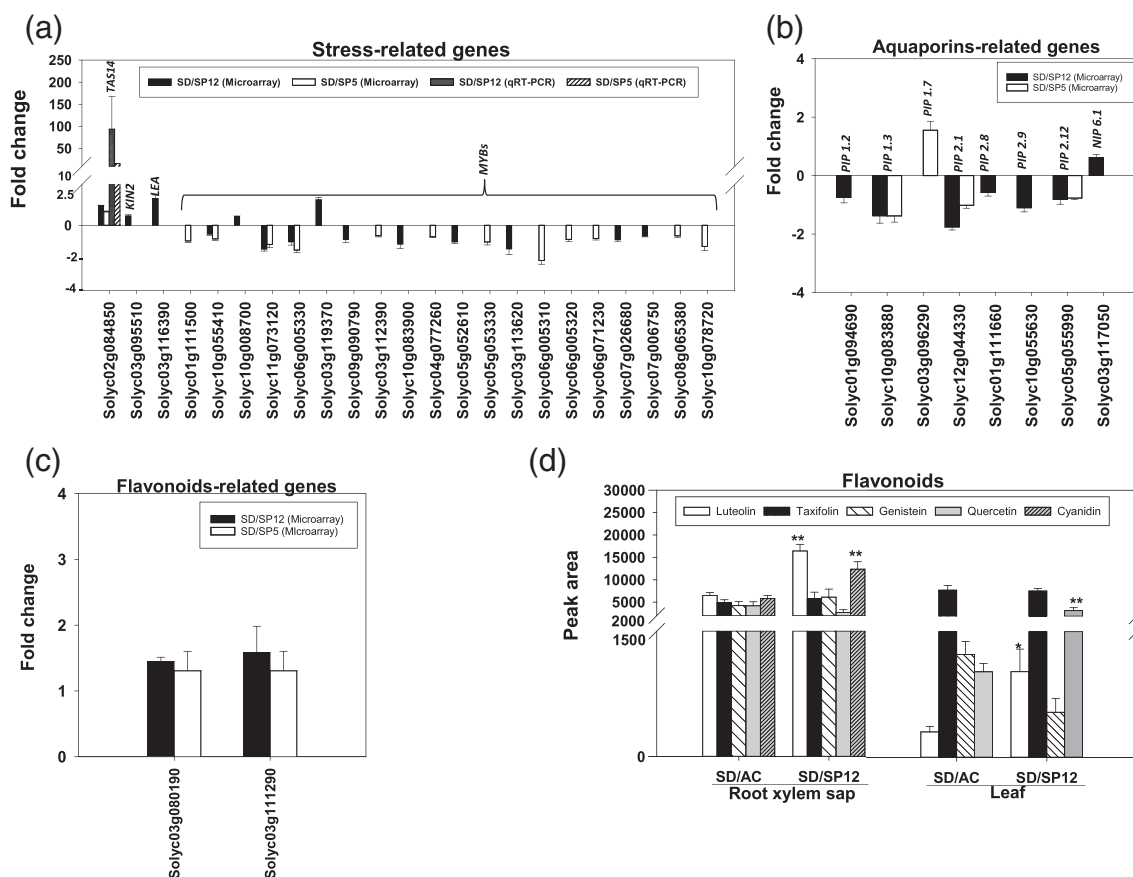 (a)
Stress-related genes
SD/SP12 (Microarray) SD/SP5 (Microarray) SD/SP12 (qRT-PCR) SD/SP5 (qRT-PCR)
Fold change
250
200
150
100
50
10
2.5
0
-2
-4
TAS14
KIN2
LEA
MYBs
Solyc02g084850
Solyc03g095510
Solyc03g116390
Solyc01g111500
Solyc10g055410
Solyc10g008700
Solyc11g073120
Solyc06g005330
Solyc03g119370
Solyc09g090790
Solyc03g112390
Solyc10g083900
Solyc04g077260
Solyc05g052610
Solyc05g053330
Solyc03g113620
Solyc06g005310
Solyc06g005320
Solyc06g071230
Solyc07g026680
Solyc07g006750
Solyc08g065380
Solyc10g078720
(b)
Aquaporins-related genes
SD/SP12 (Microarray)
SD/SP5 (Microarray)
Fold change
4
2
0
-2
-4
PIP 1.2
PIP 1.3
PIP 1.7
PIP 2.1
PIP 2.8
PIP 2.9
PIP 2.12
NIP 6.1
Solyc01g094690
Solyc10g083880
Solyc03g096290
Solyc12g044330
Solyc01g111660
Solyc10g055630
Solyc05g055990
Solyc03g117050
(c)
Flavonoids-related genes
SD/SP12 (Microarray)
SD/SP5 (MIcroarray)
Fold change
4
3
2
1
0
Solyc03g080190
Solyc03g111290
(d)
Flavonoids
Luteolin Taxifolin Genistein Quercetin Cyanidin
Peak area
30000
25000
20000
15000
10000
5000
2000
1500
0
**
**
*
**
SD/AC SD/SP12 SD/AC SD/SP12
Root xylem sap Leaf